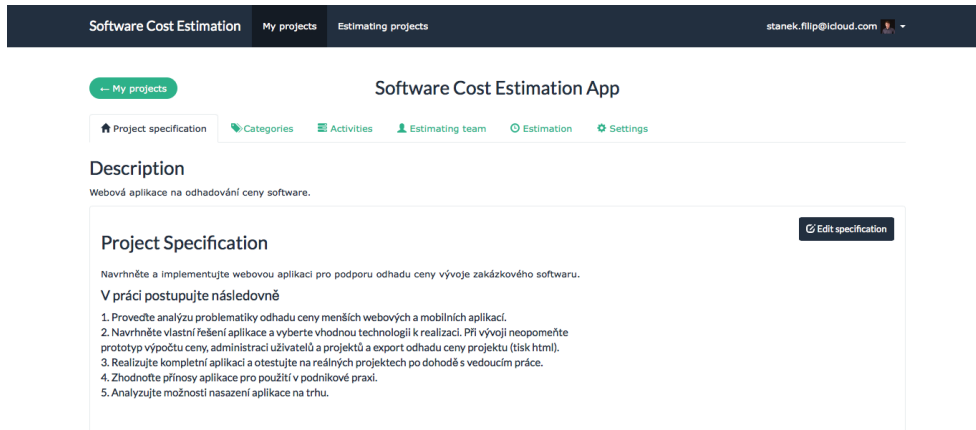 Software Cost Estimation My projects Estimating projects stanek.filip@icloud.com
← My projects Software Cost Estimation App
Project specification Categories Activities Estimating team Estimation Settings
Description
Webová aplikace na odhadování ceny software.
Edit specification
Project Specification
Navrhněte a implementujte webovou aplikaci pro podporu odhadu ceny vývoje zakázkového softwaru.
V práci postupujte následovně
1. Proveďte analýzu problematiky odhadu ceny menších webových a mobilních aplikací.
2. Navrhněte vlastní řešení aplikace a vyberte vhodnou technologii k realizaci. Při vývoji neopomeňte
prototyp výpočtu ceny, administraci uživatelů a projektů a export odhadu ceny projektu (tisk html).
3. Realizujte kompletní aplikaci a otestujte na reálných projektech po dohodě s vedoucím práce.
4. Zhodnoťte přínosy aplikace pro použití v podnikové praxi.
5. Analyzujte možnosti nasazení aplikace na trhu.